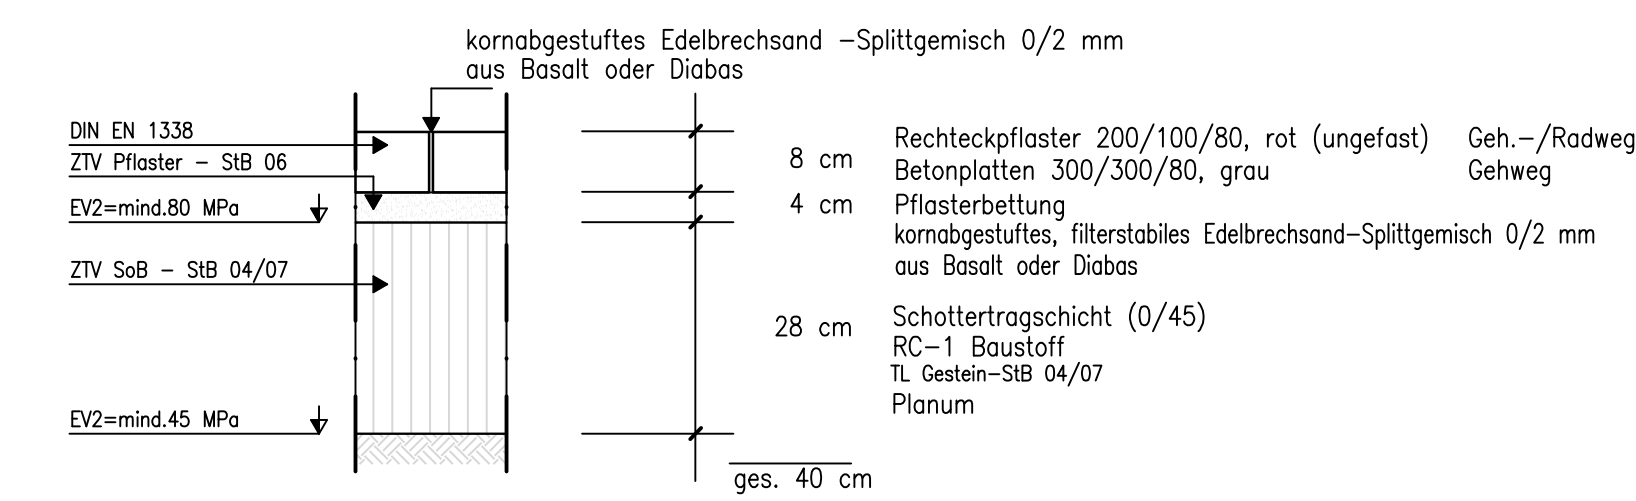 kornabgestuftes Edelbrechsand -Splittgemisch 0/2 mm
aus Basalt oder Diabas
DIN EN 1338
ZTV Pflaster - StB 06
EV2=mind.80 MPa
ZTV SoB - StB 04/07
EV2=mind.45 MPa
8 cm
4 cm
28 cm
ges. 40 cm
Rechteckpflaster 200/100/80, rot (ungefast) Geh.-/Radweg
Betonplatten 300/300/80, grau Gehweg
Pflasterbettung
kornabgestuftes, filterstabiles Edelbrechsand-Splittgemisch 0/2 mm
aus Basalt oder Diabas
Schottertragschicht (0/45)
RC-1 Baustoff
TL Gestein-StB 04/07
Planum